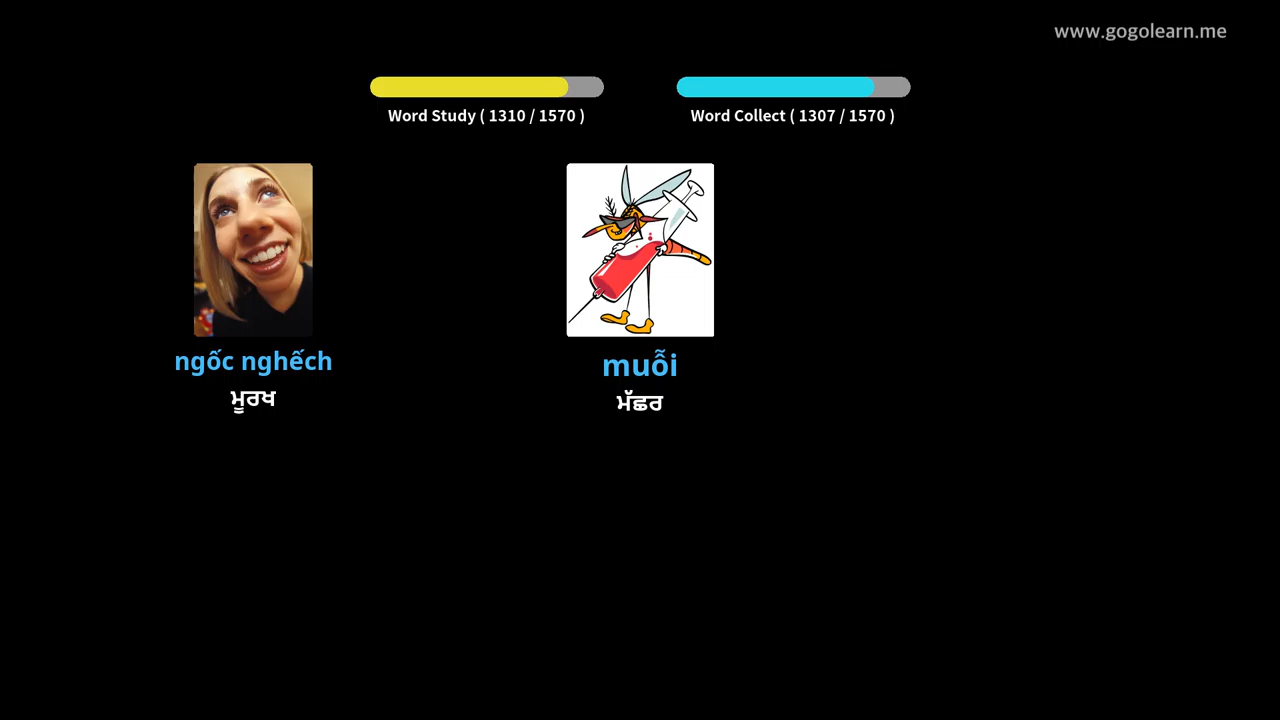 www.gogolearn.me
Word Study ( 1310 / 1570 )
Word Collect ( 1307 / 1570 )
ngốc nghếch
ਮੂਰਖ
muỗi
ਮੱਛਰ